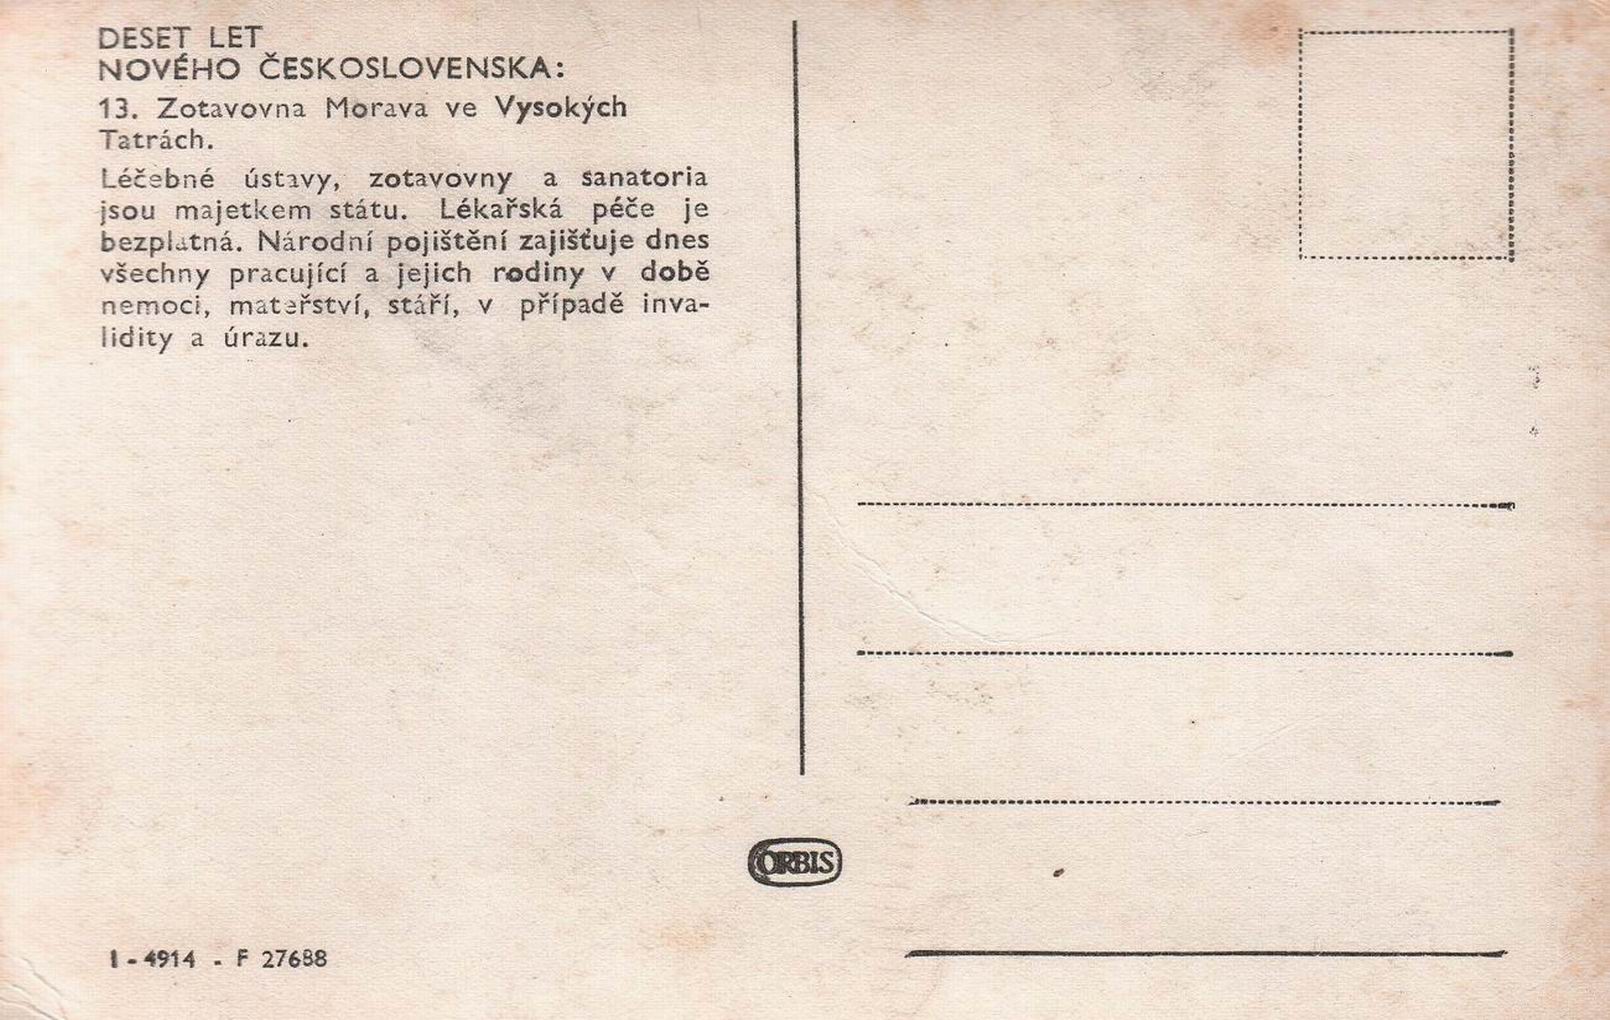 DESET LET
NOVÉHO ČESKOSLOVENSKA:
13. Zotavovna Morava ve Vysokých
Tatrách.
Léčebné ústavy, zotavovny a sanatoria
jsou majetkem státu. Lékařská péče je
bezplatná. Národní pojištění zajišťuje dnes
všechny pracující a jejich rodiny v době
nemoci, mateřství, stáří, v případě inva-
lidity a úrazu.
ORBIS
I - 4914 - F 27688